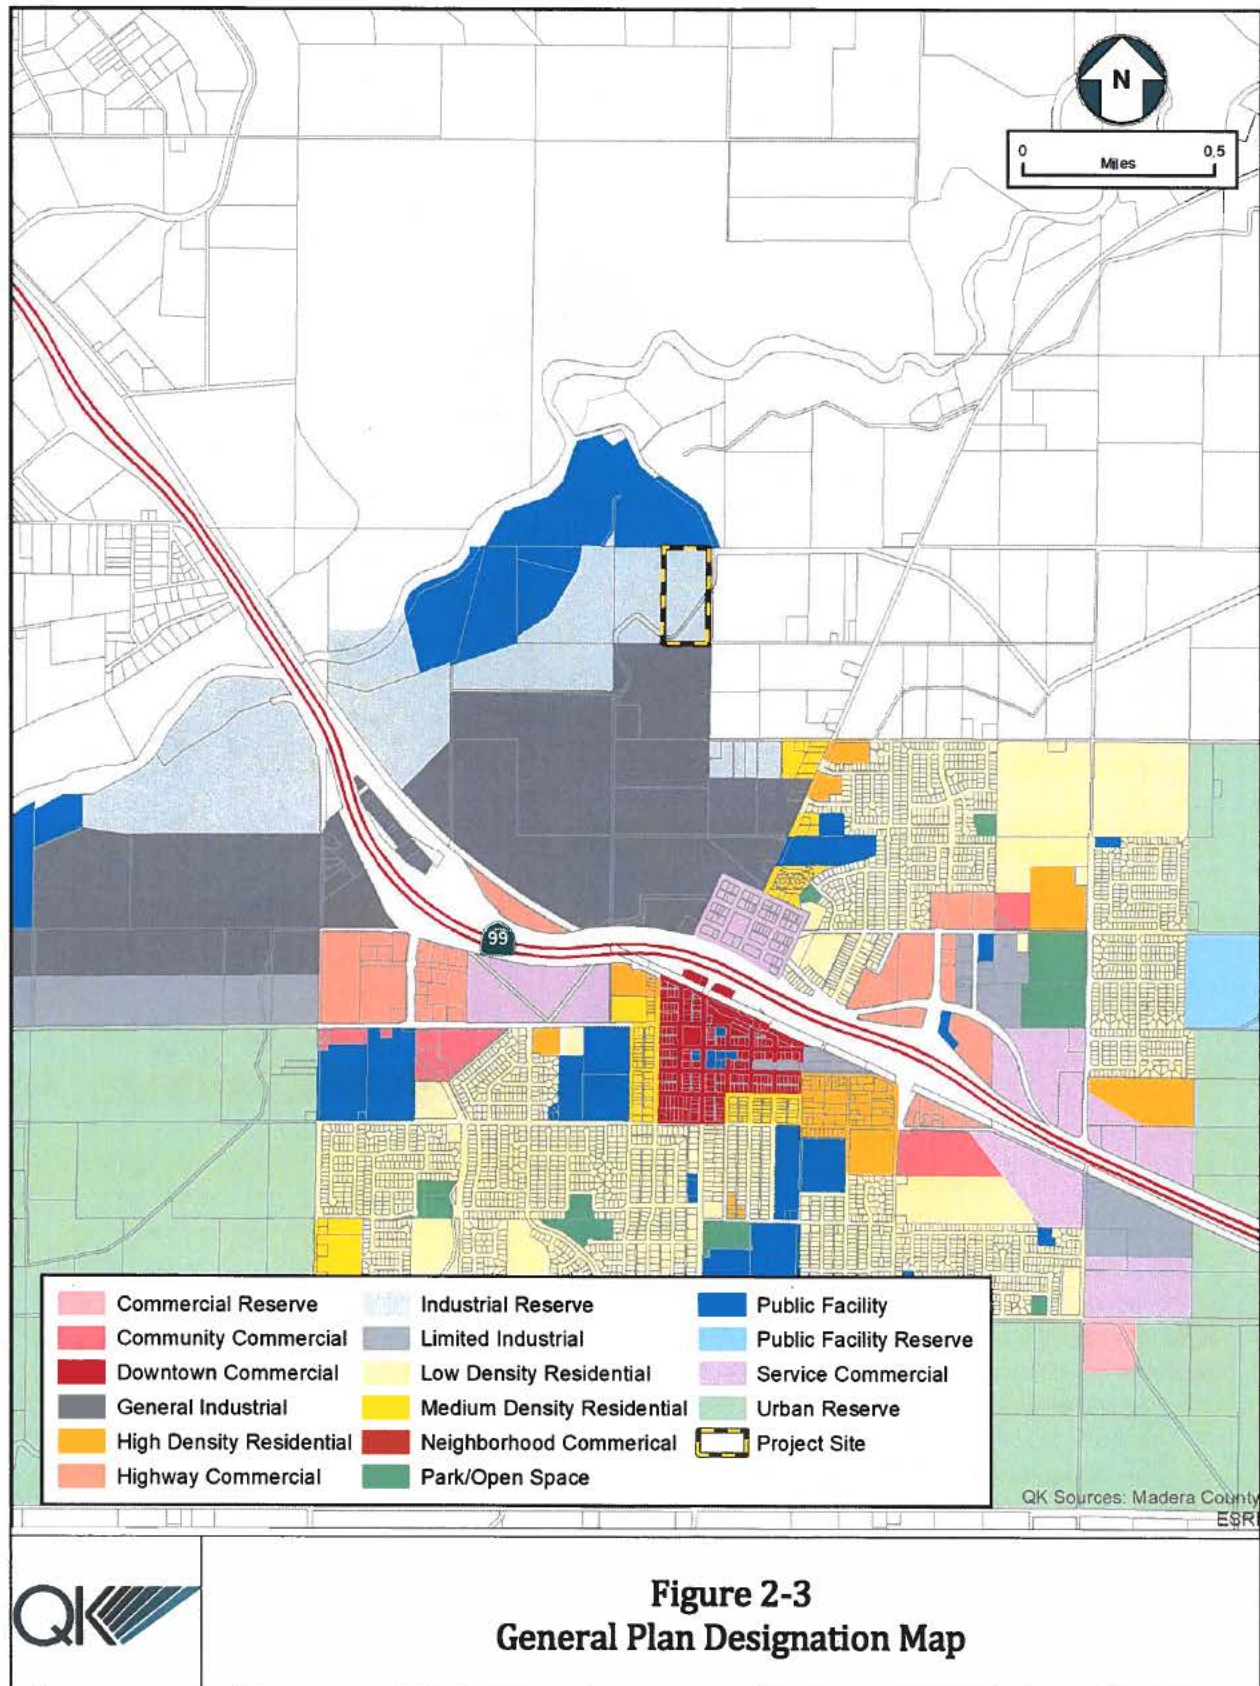 N
0 0.5
Miles
99
Commercial Reserve
Community Commercial
Downtown Commercial
General Industrial
High Density Residential
Highway Commercial
Industrial Reserve
Limited Industrial
Low Density Residential
Medium Density Residential
Neighborhood Commerical
Park/Open Space
Public Facility
Public Facility Reserve
Service Commercial
Urban Reserve
Project Site
QK Sources: Madera County
ESRI
QK
Figure 2-3
General Plan Designation Map